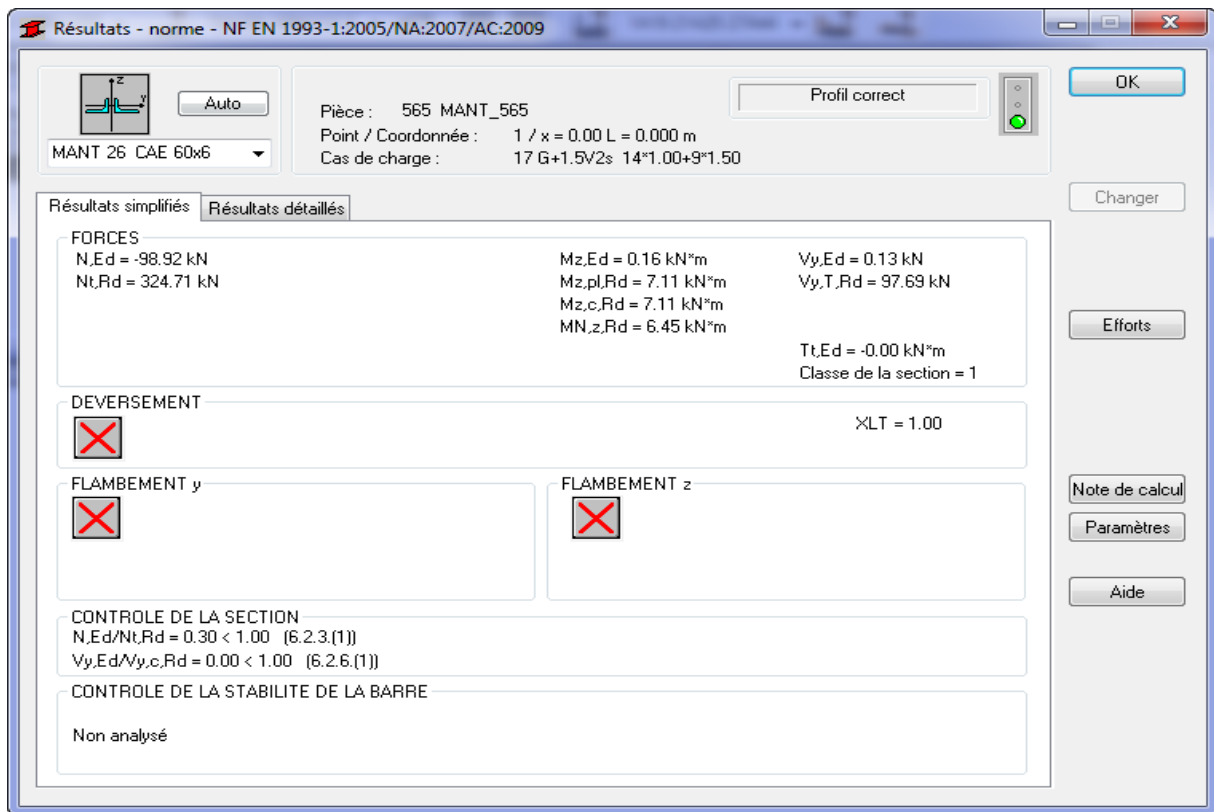 Résultats - norme - NF EN 1993-1:2005/NA:2007/AC:2009
z
y
Auto
MANT 26 CAE 60x6
Pièce : 565 MANT_565
Point / Coordonnée : 1 / x = 0.00 L = 0.000 m
Cas de charge : 17 G+1.5V2s 14*1.00+9*1.50
Profil correct
OK
Changer
Résultats simplifiés
Résultats détaillés
FORCES
N,Ed = -98.92 kN
Mz,Ed = 0.16 kN*m
Vy,Ed = 0.13 kN
Nt,Rd = 324.71 kN
Mz,pl,Rd = 7.11 kN*m
Vy,T,Rd = 97.69 kN
Mz,c,Rd = 7.11 kN*m
MN,z,Rd = 6.45 kN*m
Tt,Ed = -0.00 kN*m
Classe de la section = 1
Efforts
DEVERSEMENT
XLT = 1.00
FLAMBEMENT y
FLAMBEMENT z
Note de calcul
Paramètres
Aide
CONTROLE DE LA SECTION
N,Ed/Nt,Rd = 0.30 < 1.00 (6.2.3.(1))
Vy,Ed/Vy,c,Rd = 0.00 < 1.00 (6.2.6.(1))
CONTROLE DE LA STABILITE DE LA BARRE
Non analysé